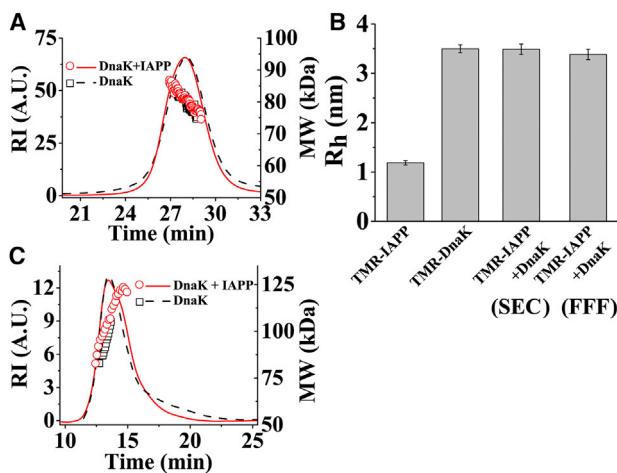 A
RI (A.U.)
75
50
25
0
DnaK+IAPP
DnaK
100
90
80
70
60
50
MW (kDa)
21 24 27 30 33
Time (min)
B
Rh (nm)
4
3
2
1
0
TMR-IAPP
TMR-DnaK
TMR-IAPP
+DnaK
TMR-IAPP
+DnaK
(SEC) (FFF)
C
RI (A.U.)
12
9
6
3
0
DnaK + IAPP
DnaK
125
100
75
50
MW (kDa)
10 15 20 25
Time (min)